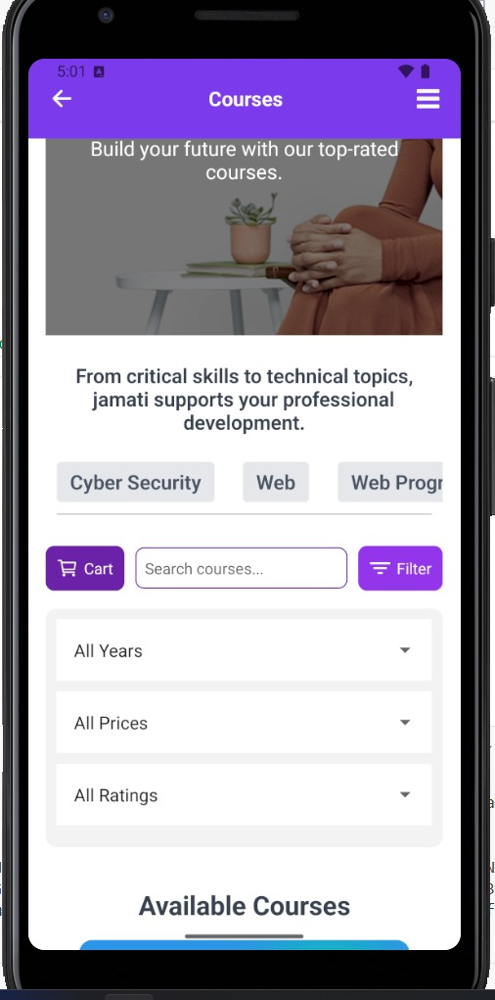 5:01
Courses
Build your future with our top-rated
courses.
From critical skills to technical topics,
jamati supports your professional
development.
Cyber Security
Web
Web Progr
Cart
Search courses...
Filter
All Years
All Prices
All Ratings
Available Courses